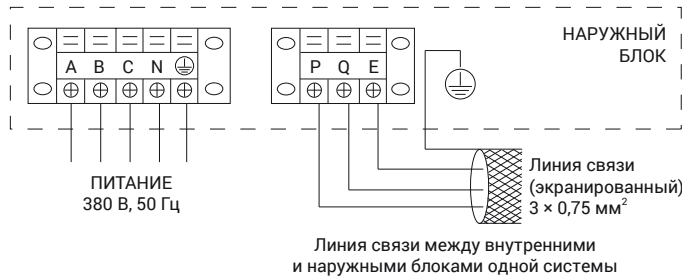 НАРУЖНЫЙ
БЛОК
A B C N
P Q E
ПИТАНИЕ
380 В, 50 Гц
Линия связи
(экранированный)
3 × 0,75 мм²
Линия связи между внутренними
и наружными блоками одной системы